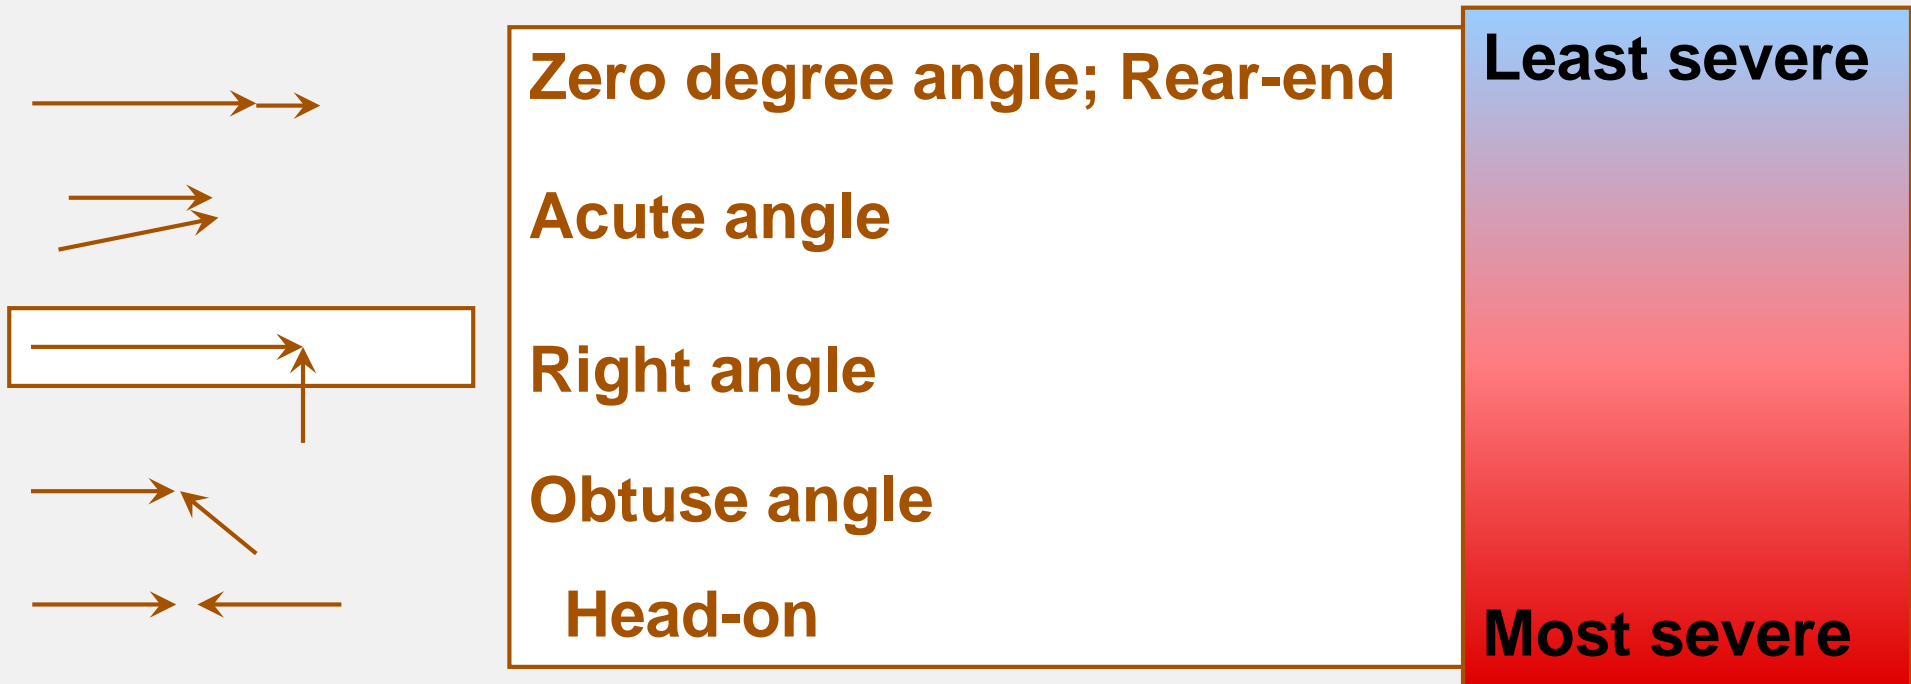 Zero degree angle; Rear-end
Least severe
Acute angle
Right angle
Obtuse angle
Head-on
Most severe